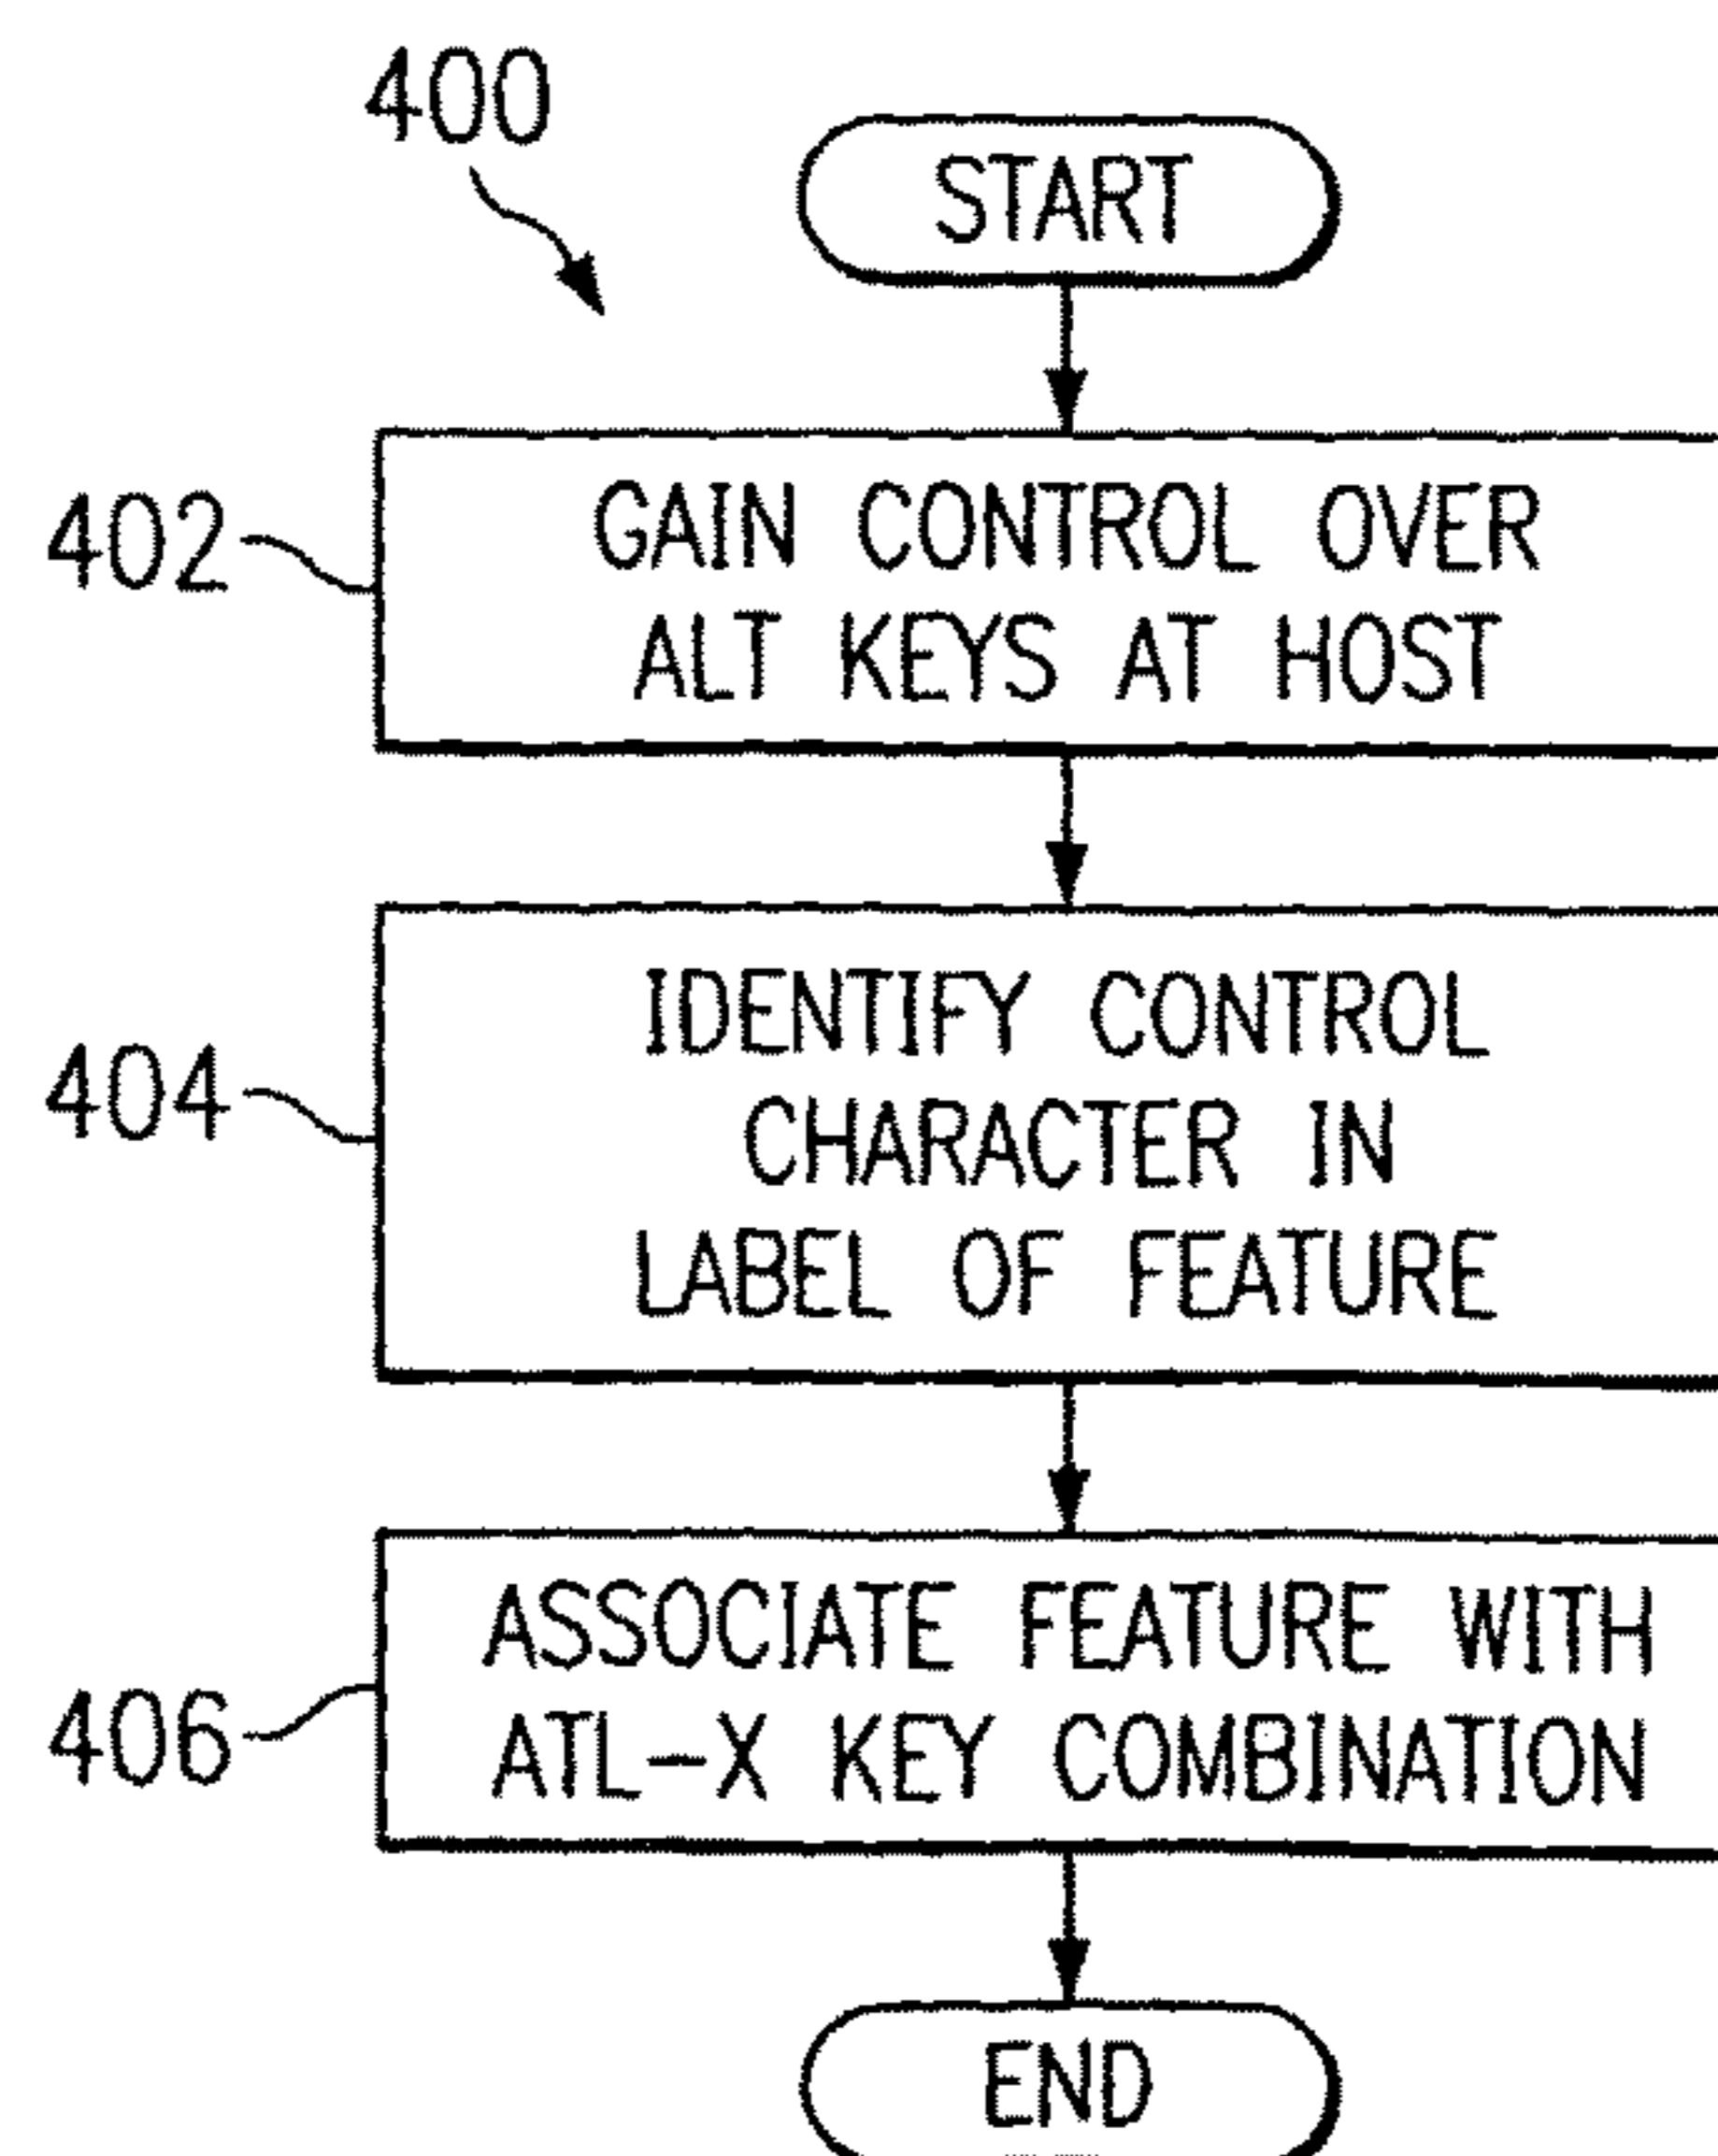 400
START
402
GAIN CONTROL OVER
ALT KEYS AT HOST
404
IDENTIFY CONTROL
CHARACTER IN
LABEL OF FEATURE
406
ASSOCIATE FEATURE WITH
ATL-X KEY COMBINATION
END